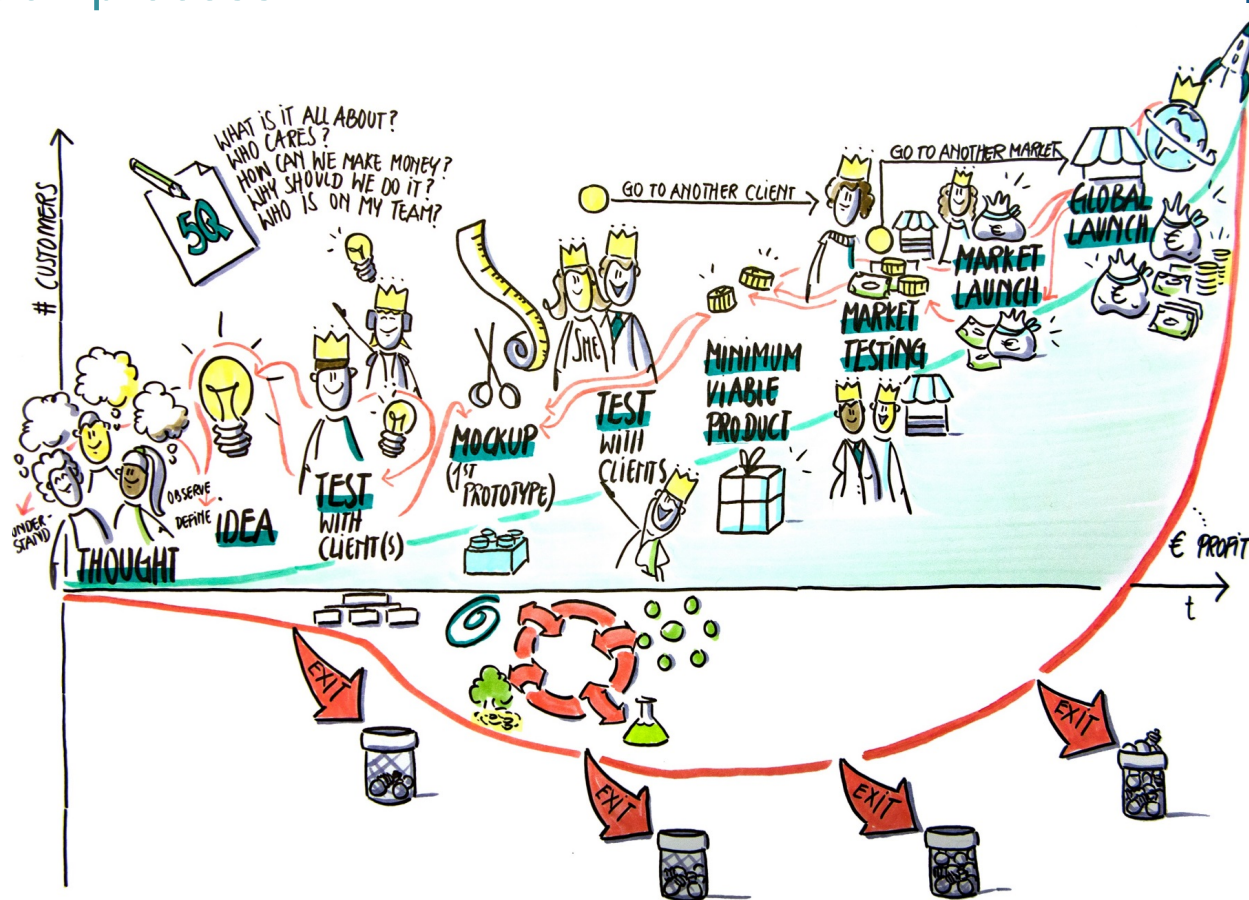 WHAT IS IT ALL ABOUT?
WHO CARES?
HOW CAN WE MAKE MONEY?
WHY SHOULD WE DO IT?
WHO IS ON MY TEAM?
5Q
# CUSTOMERS
GO TO ANOTHER CLIENT
GO TO ANOTHER MARKET
GLOBAL
LAUNCH
MARKET
LAUNCH
MARKET
TESTING
MINIMUM
VIABLE
PRODUCT
TEST
WITH
CLIENTS
MOCKUP
(1ST
PROTOTYPE)
TEST
WITH
CLIENT(S)
IDEA
OBSERVE
DEFINE
UNDER-
STAND
THOUGHT
€
€
€
€ PROFIT
t
EXIT
EXIT
EXIT
EXIT